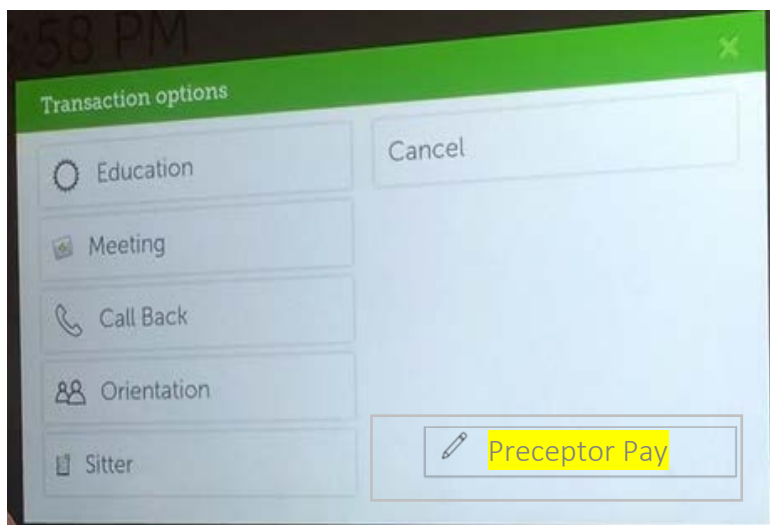 :58 PM
Transaction options
Education
Cancel
Meeting
Call Back
Orientation
Sitter
Preceptor Pay